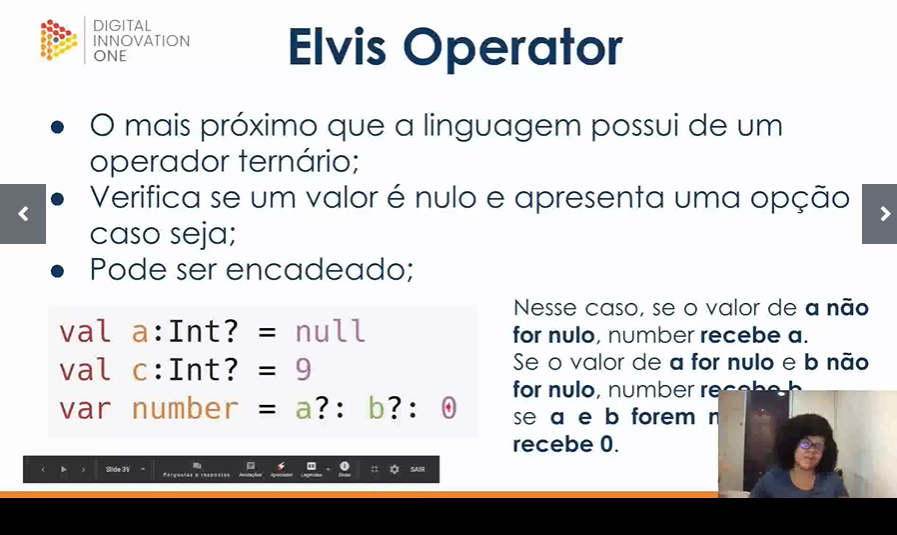 DIGITAL
INNOVATION
ONE
Elvis Operator
● O mais próximo que a linguagem possui de um
operador ternário;
● Verifica se um valor é nulo e apresenta uma opção
caso seja;
● Pode ser encadeado;
val a:Int? = null
val c:Int? = 9
var number = a?: b?: 0
Nesse caso, se o valor de a não
for nulo, number recebe a.
Se o valor de a for nulo e b não
for nulo, number recebe b
se a e b forem
recebe 0.
Slide 39
Perguntas e respostas
Anotações
Apontador
Legendas
Dicas
SAIR